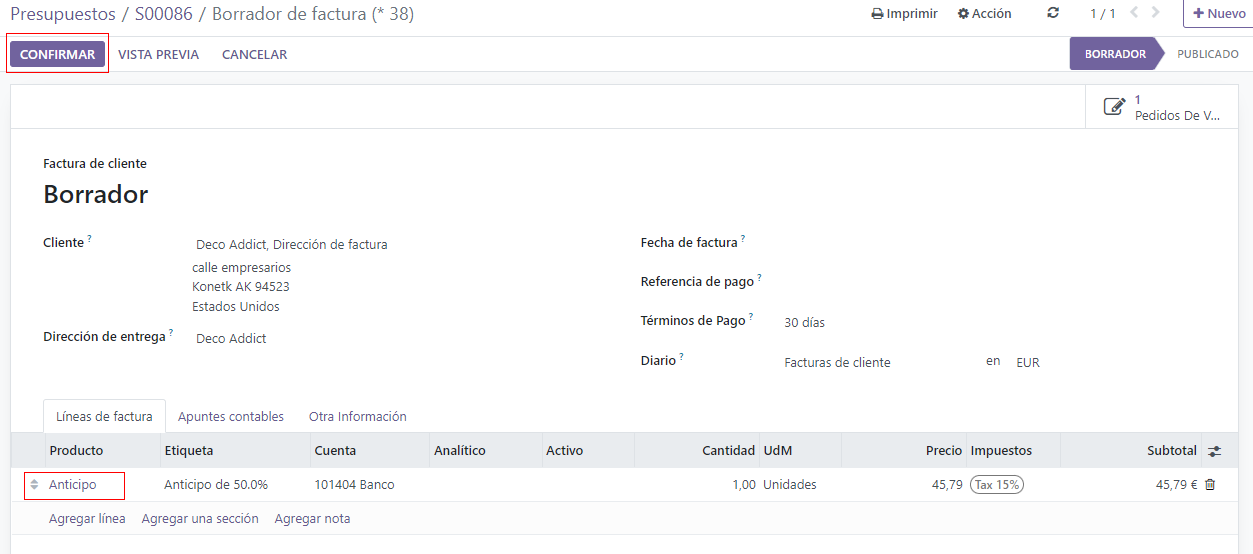 Presupuestos / S00086 / Borrador de factura (* 38)
Imprimir Acción 1 / 1 + Nuevo
CONFIRMAR VISTA PREVIA CANCELAR BORRADOR PUBLICADO
1
Pedidos De V...
Factura de cliente
Borrador
Cliente ? Deco Addict, Dirección de factura
calle empresarios
Konetk AK 94523
Estados Unidos
Dirección de entrega ? Deco Addict
Fecha de factura ?
Referencia de pago ?
Términos de Pago ? 30 días
Diario ? Facturas de cliente en EUR
Líneas de factura Apuntes contables Otra Información
Producto Etiqueta Cuenta Analítico Activo Cantidad UdM Precio Impuestos Subtotal
Anticipo Anticipo de 50.0% 101404 Banco 1,00 Unidades 45,79 Tax 15% 45,79 €
Agregar línea Agregar una sección Agregar nota